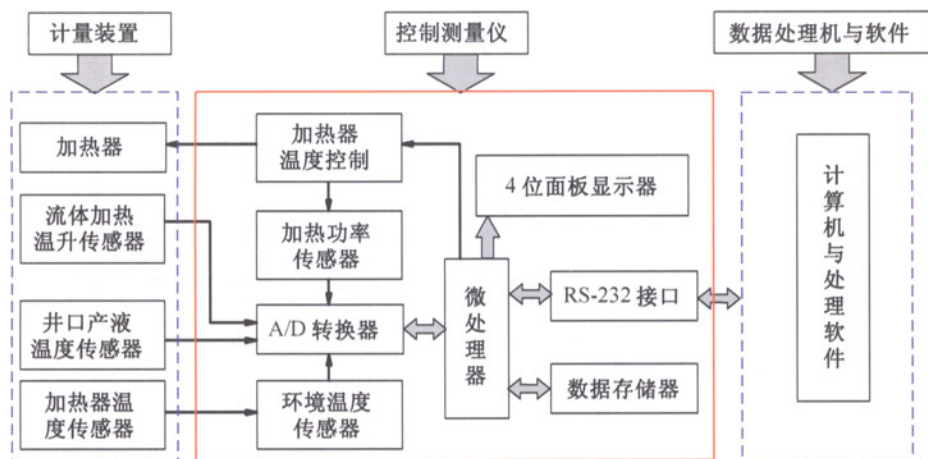 计量装置
控制测量仪
数据处理机与软件
加热器
流体加热
温升传感器
井口产液
温度传感器
加热器温
度传感器
加热器
温度控制
加热功率
传感器
A/D 转换器
环境温度
传感器
4 位面板显示器
微处理器
RS-232 接口
数据存储器
计算机与处理软件